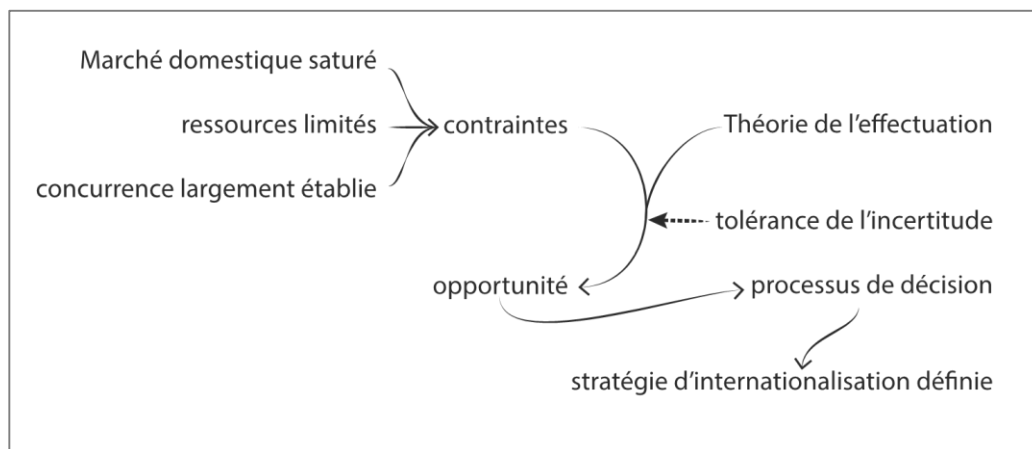 Marché domestique saturé
ressources limités
contraintes
Théorie de l'effectuation
concurrence largement établie
tolérance de l'incertitude
opportunité
processus de décision
stratégie d'internationalisation définie